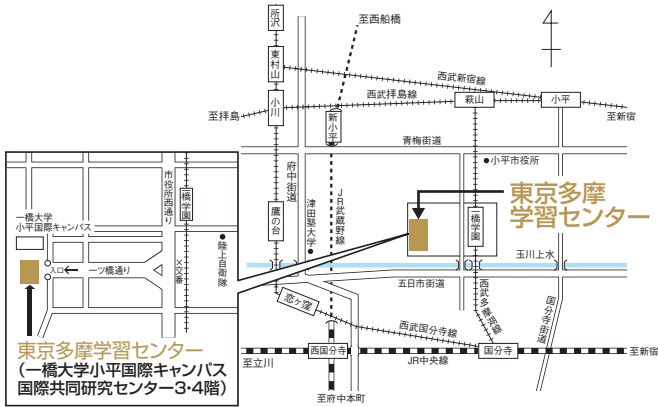 所沢
至西船橋
東村山
西武新宿線
西武拝島線
萩山
小平
小川
至拝島
新小平
至新宿
青梅街道
小平市役所
府中街道
JR武蔵野線
津田塾大学
鷹の台
東京多摩
学習センター
一橋学園
玉川上水
五日市街道
恋ヶ窪
西武多摩湖線
国分寺街道
西武国分寺線
西国分寺
国分寺
至立川
JR中央線
至新宿
至府中本町
市役所西通り
一橋学園
一橋大学
小平国際キャンパス
陸上自衛隊
入口
一ツ橋通り
×交番
東京多摩学習センター
(一橋大学小平国際キャンパス
国際共同研究センター3・4階)